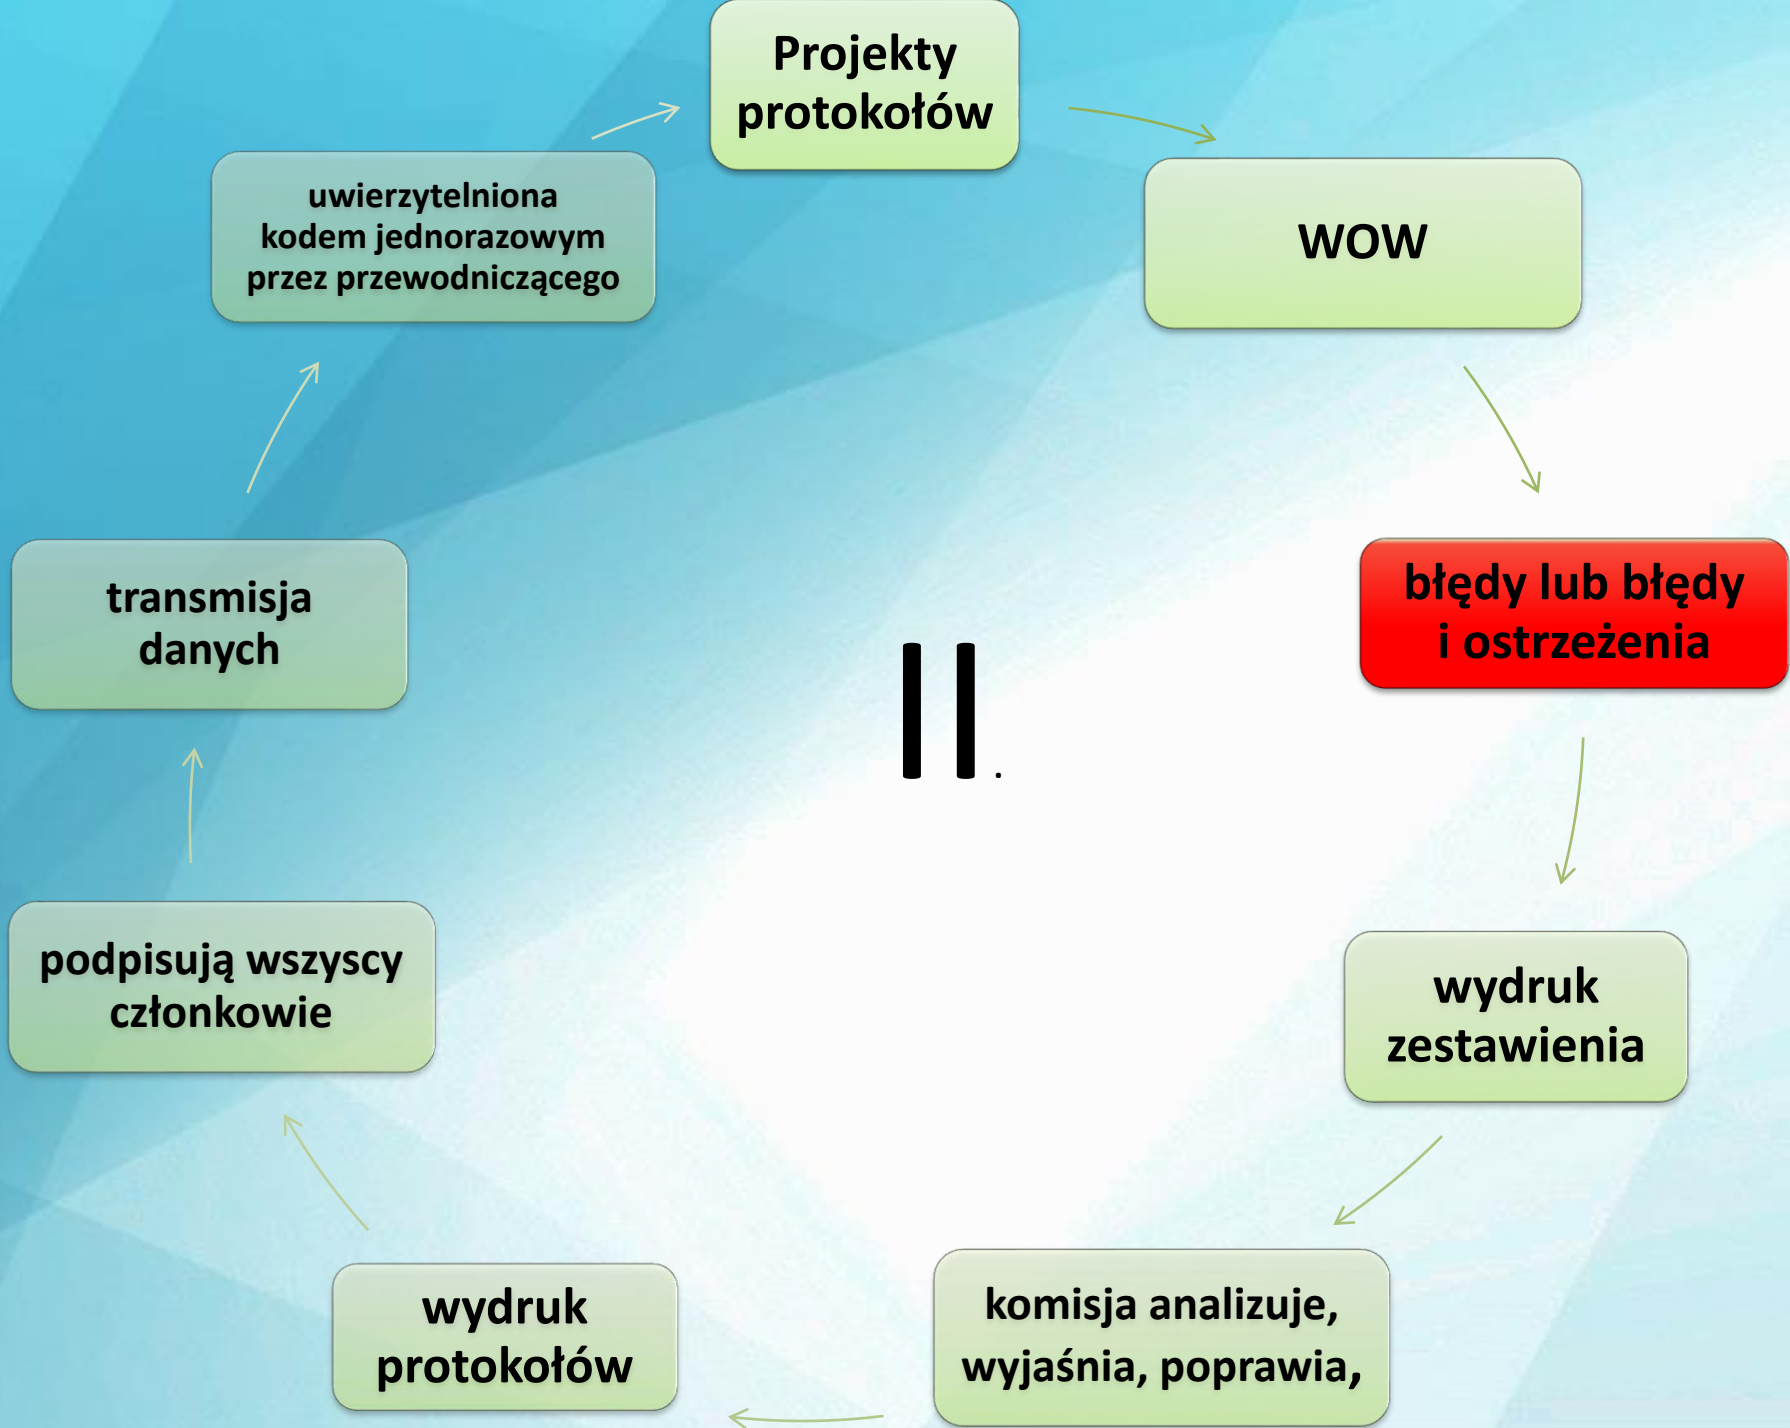 Projekty
protokołów
WOW
błędy lub błędy
i ostrzeżenia
wydruk
zestawienia
komisja analizuje,
wyjaśnia, poprawia,
wydruk
protokołów
podpisują wszyscy
członkowie
transmisja
danych
uwierzytelniona
kodem jednorazowym
przez przewodniczącego
II.